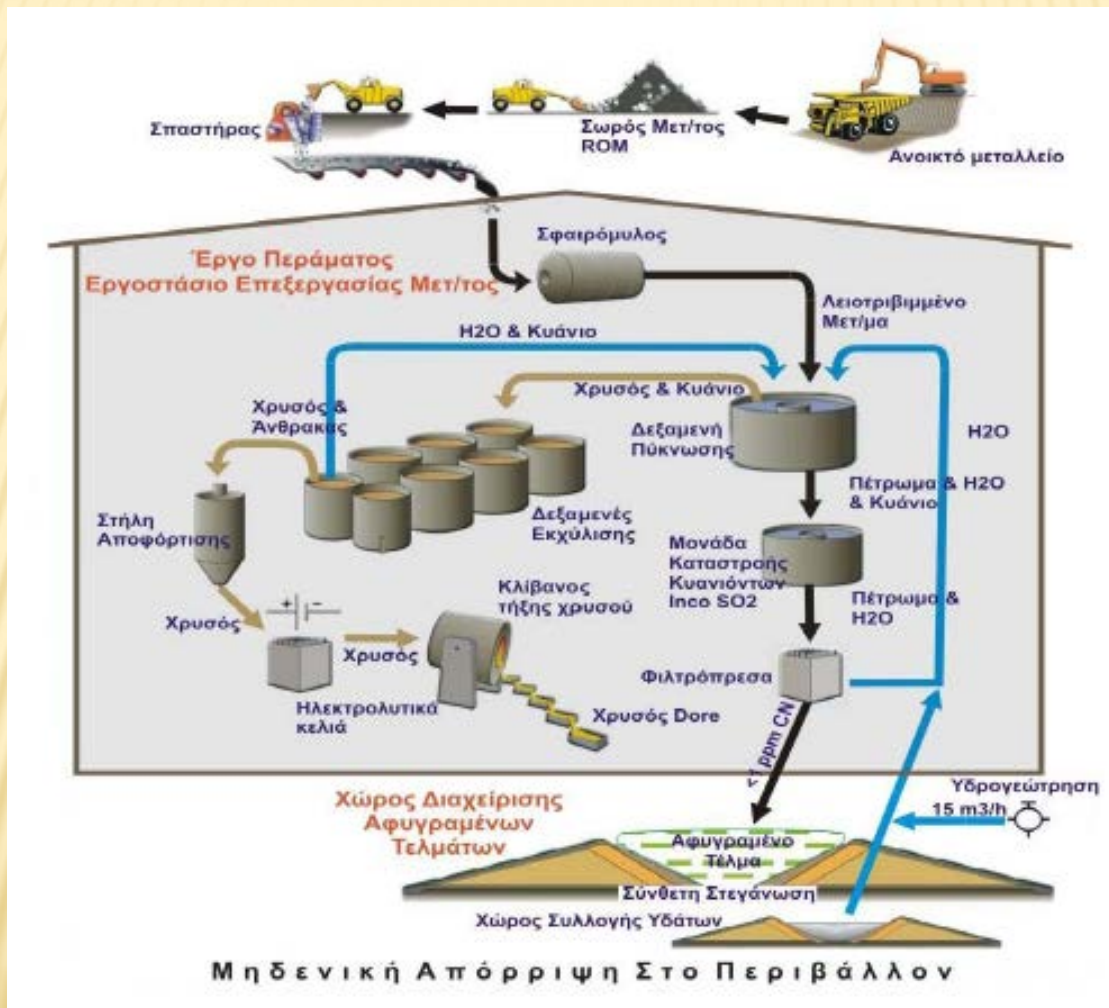 Σπαστήρας
Σωρός Μετ/τος
ROM
Ανοικτό μεταλλείο
Έργο Περάματος
Εργοστάσιο Επεξεργασίας Μετ/τος
Σφαιρόμυλος
Λειοτριβιμμένο
Μετ/μα
H2O & Κυάνιο
Χρυσός & Κυάνιο
Χρυσός &
Άνθρακας
Δεξαμενή
Πύκνωσης
H2O
Πέτρωμα & H2O
& Κυάνιο
Στήλη
Αποφόρτισης
Δεξαμενές
Εκχύλισης
Μονάδα
Καταστροφής
Κυανιόντων
Inco SO2
Πέτρωμα &
H2O
Κλίβανος
τήξης χρυσού
Χρυσός
+ −
Χρυσός
Φιλτρόπρεσα
Ηλεκτρολυτικά
κελιά
Χρυσός Dore
<1 ppm CN
Χώρος Διαχείρισης
Αφυγραμένων
Τελμάτων
Υδρογεώτρηση
15 m3/h
Αφυγραμένο
Τέλμα
Σύνθετη Στεγάνωση
Χώρος Συλλογής Υδάτων
Μηδενική Απόρριψη Στο Περιβάλλον